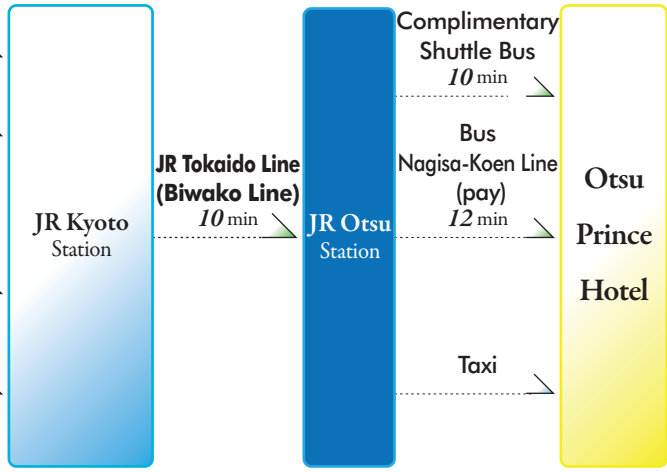 JR Kyoto
Station
JR Tokaido Line
(Biwako Line)
10 min
JR Otsu
Station
Complimentary
Shuttle Bus
10 min
Bus
Nagisa-Koen Line
(pay)
12 min
Taxi
Otsu
Prince
Hotel